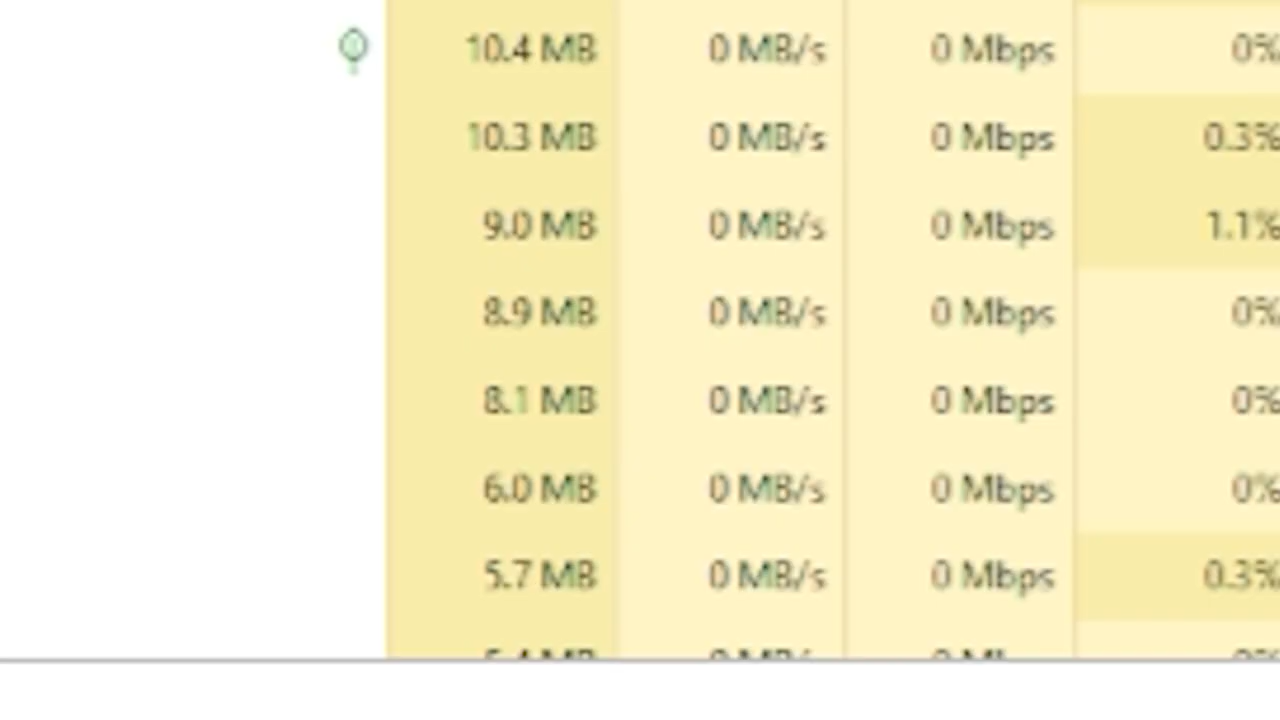 10.4 MB 0 MB/s 0 Mbps 0%
10.3 MB 0 MB/s 0 Mbps 0.3%
9.0 MB 0 MB/s 0 Mbps 1.1%
8.9 MB 0 MB/s 0 Mbps 0%
8.1 MB 0 MB/s 0 Mbps 0%
6.0 MB 0 MB/s 0 Mbps 0%
5.7 MB 0 MB/s 0 Mbps 0.3%